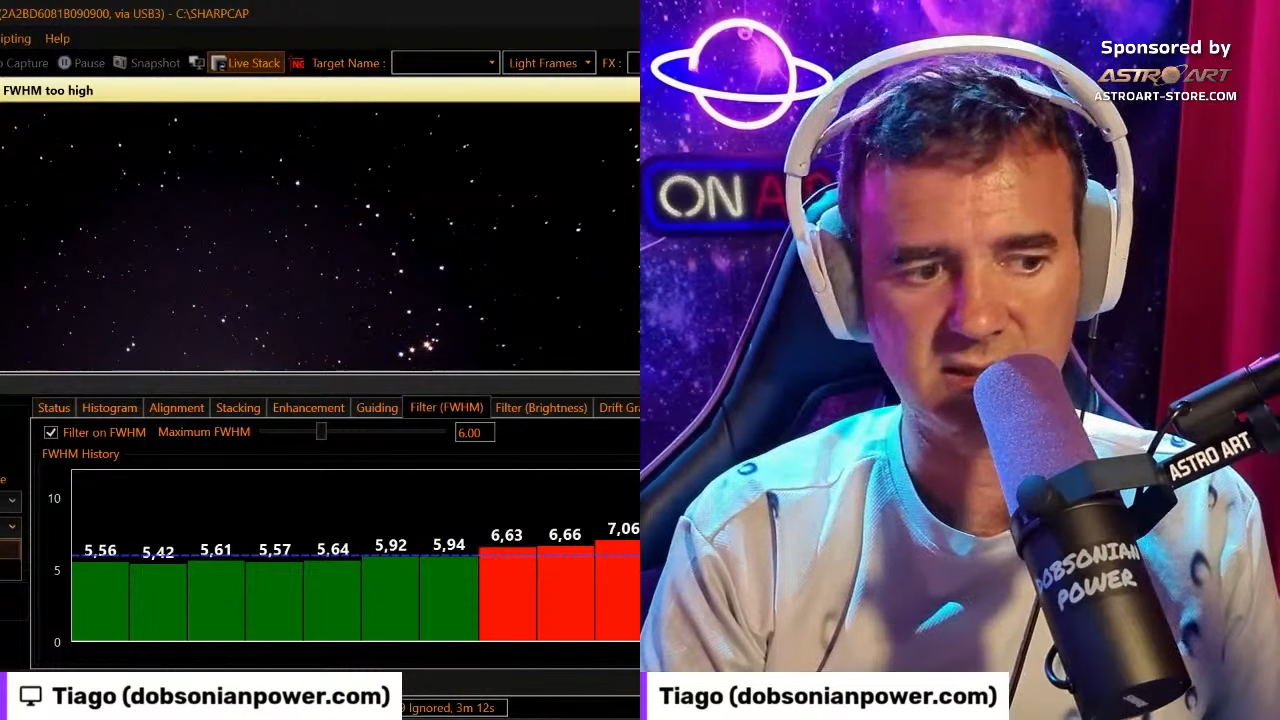 (2A2BD6081B090900, via USB3) - C:\SHARPCAP
ipting Help
Capture Pause Snapshot Live Stack Target Name : Light Frames FX :
FWHM too high
Status Histogram Alignment Stacking Enhancement Guiding Filter (FWHM) Filter (Brightness) Drift Gra
Filter on FWHM Maximum FWHM 6.00
FWHM History
10
5
0
5,56 5,42 5,61 5,57 5,64 5,92 5,94 6,63 6,66 7,06
9 Ignored, 3m 12s
Tiago (dobsonianpower.com)
Sponsored by
ASTRO ART
ASTROART-STORE.COM
ON A
ASTRO ART
DOBSONIAN
POWER
Tiago (dobsonianpower.com)